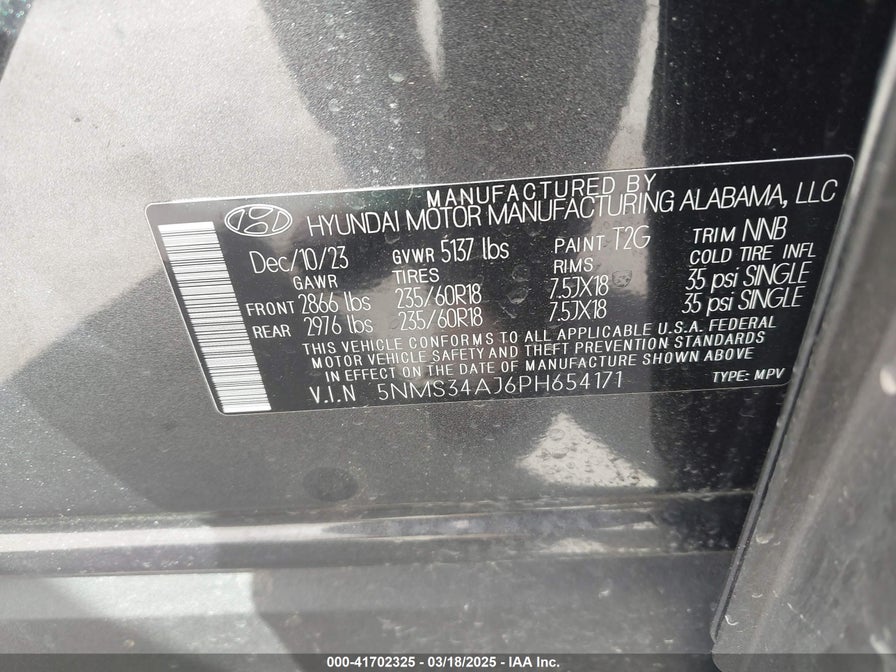 MANUFACTURED BY
HYUNDAI MOTOR MANUFACTURING ALABAMA, LLC
Dec/10/23 GVWR 5137 lbs PAINT T2G TRIM NNB
GAWR TIRES RIMS COLD TIRE INFL
FRONT 2866 lbs 235/60R18 7.5JX18 35 psi SINGLE
REAR 2976 lbs 235/60R18 7.5JX18 35 psi SINGLE
THIS VEHICLE CONFORMS TO ALL APPLICABLE U.S.A. FEDERAL
MOTOR VEHICLE SAFETY AND THEFT PREVENTION STANDARDS
IN EFFECT ON THE DATE OF MANUFACTURE SHOWN ABOVE
V.I.N 5NMS34AJ6PH654171 TYPE: MPV
000-41702325 - 03/18/2025 - IAA Inc.